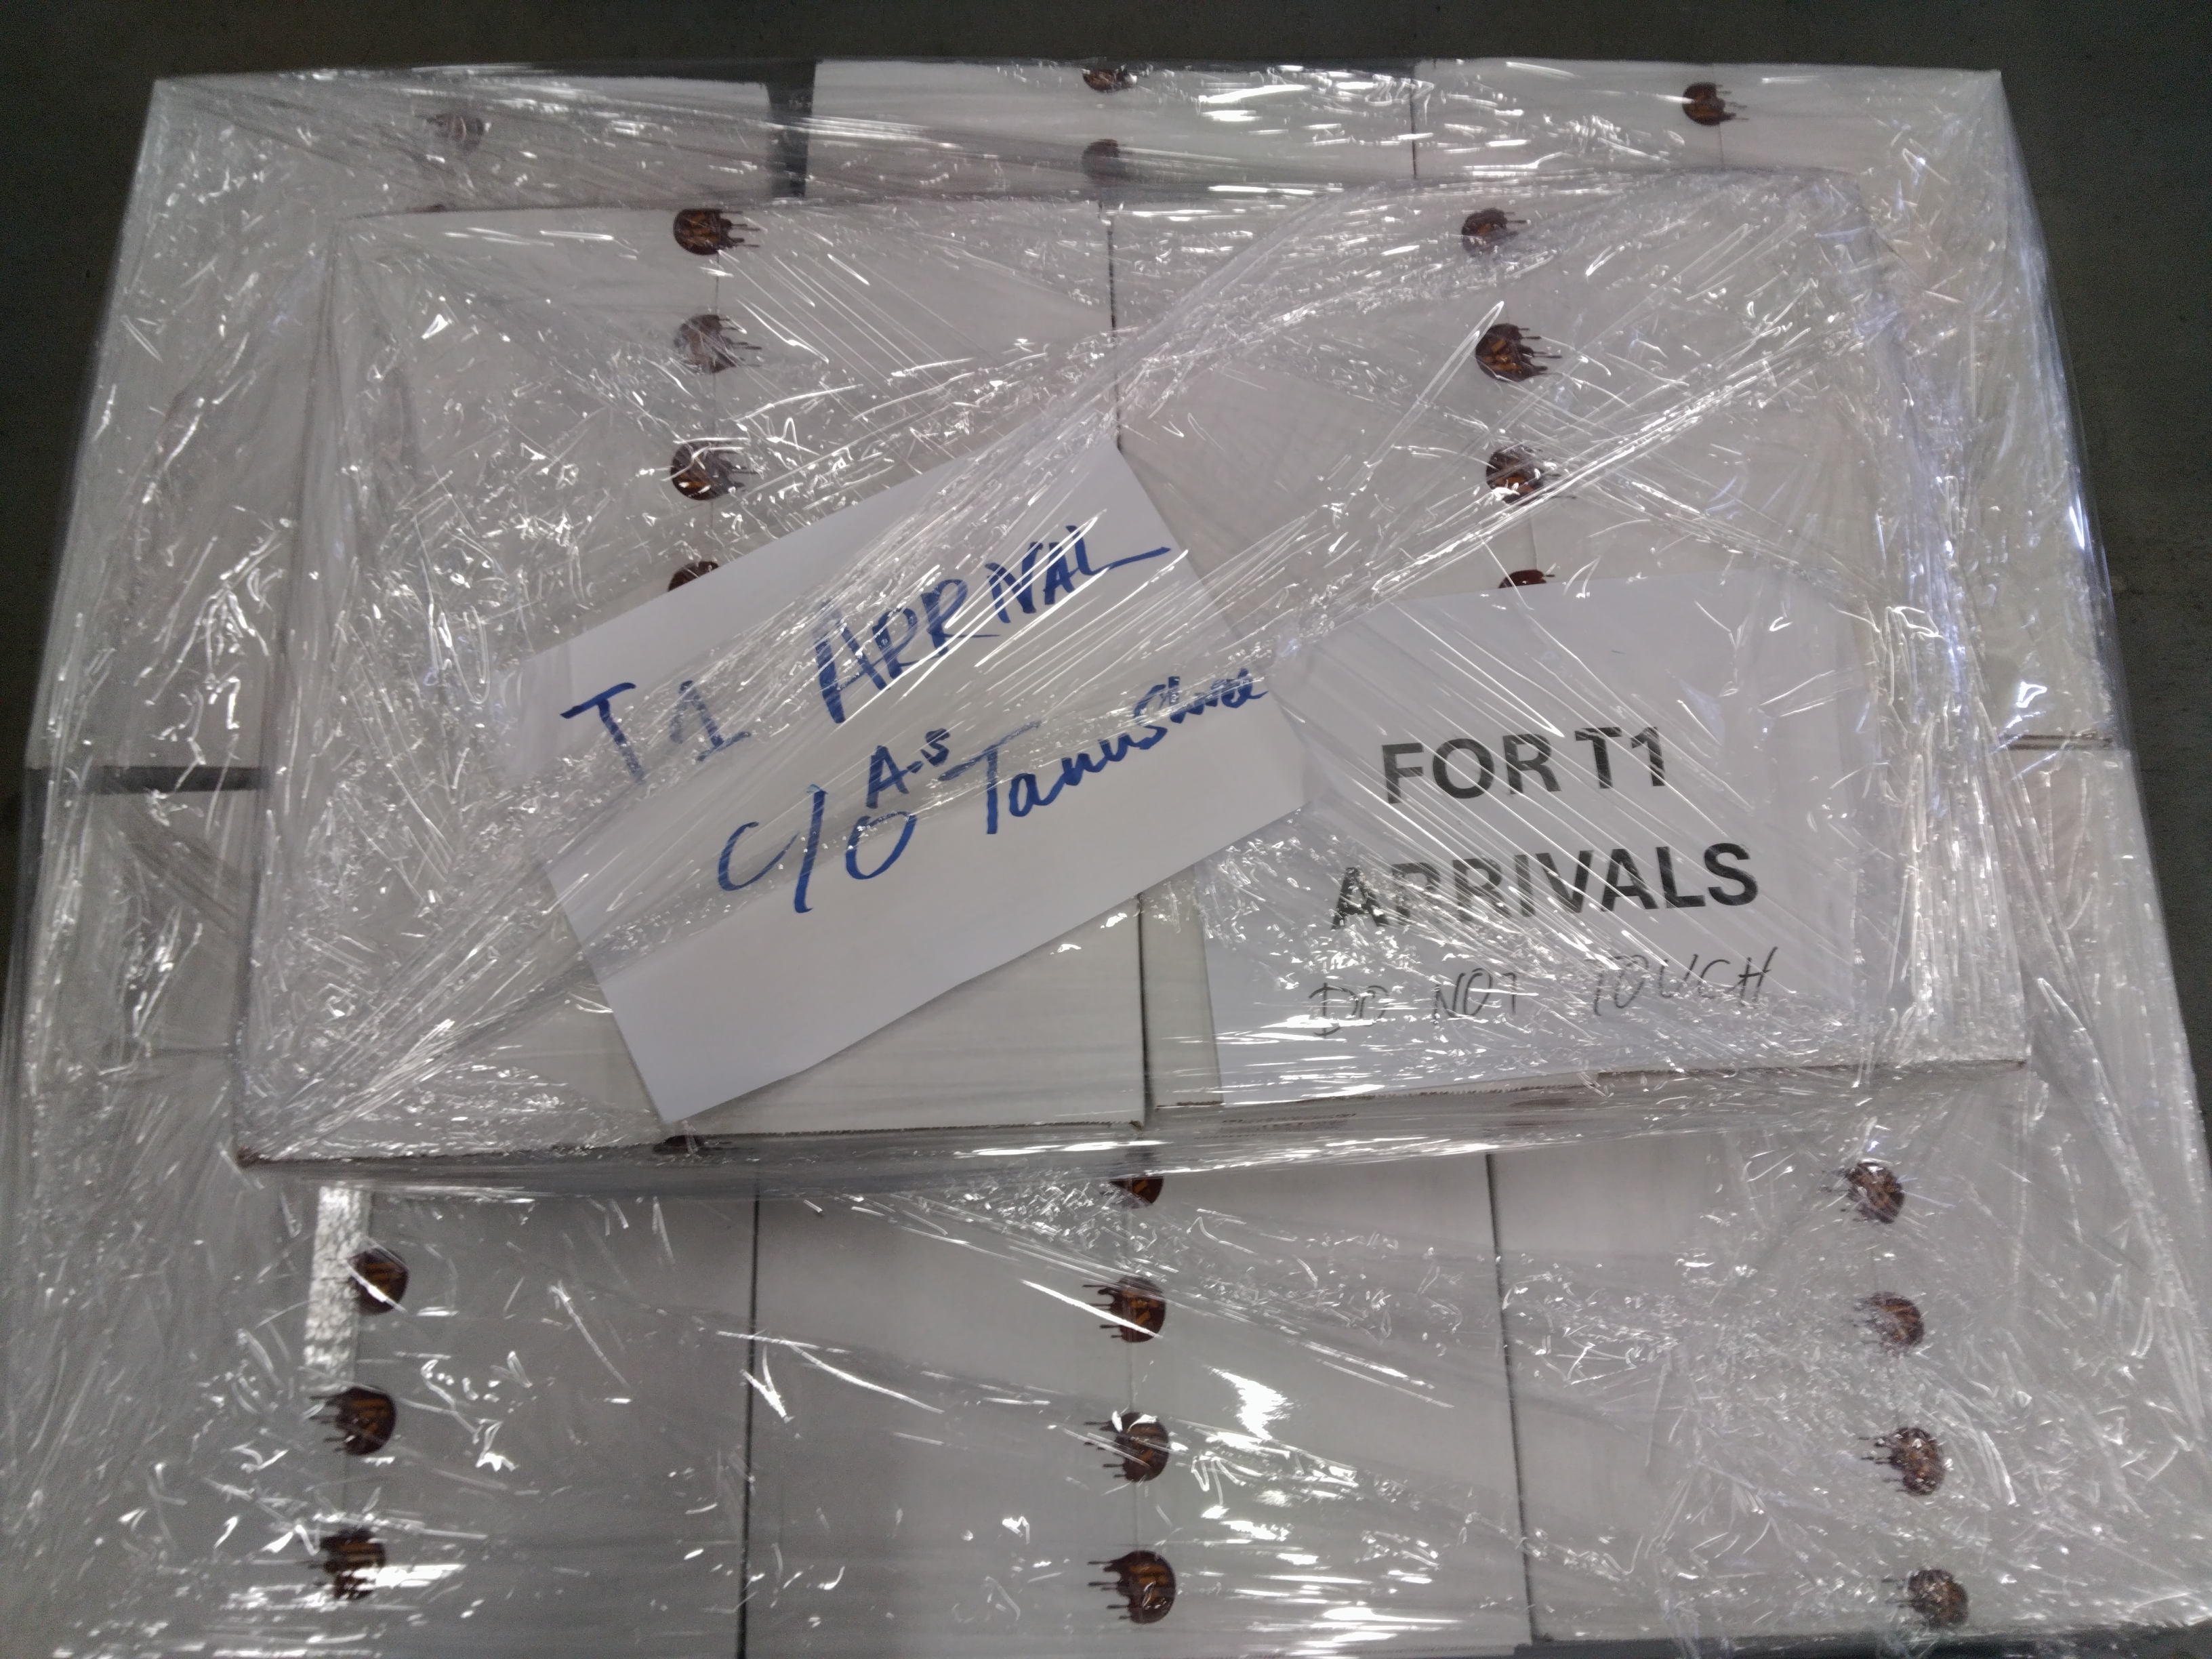 T1 ARRIVAL
A-S
C/O Tanushree
FOR T1
ARRIVALS
DO NOT TOUCH